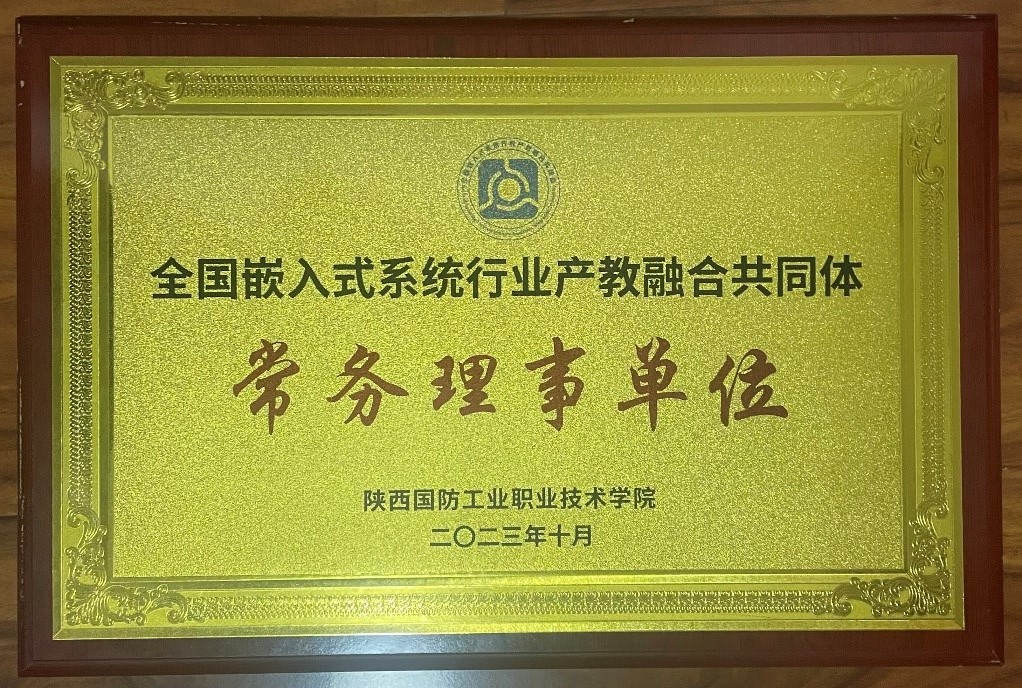 全国嵌入式系统行业产教融合共同体
常务理事单位
陕西国防工业职业技术学院
二〇二三年十月